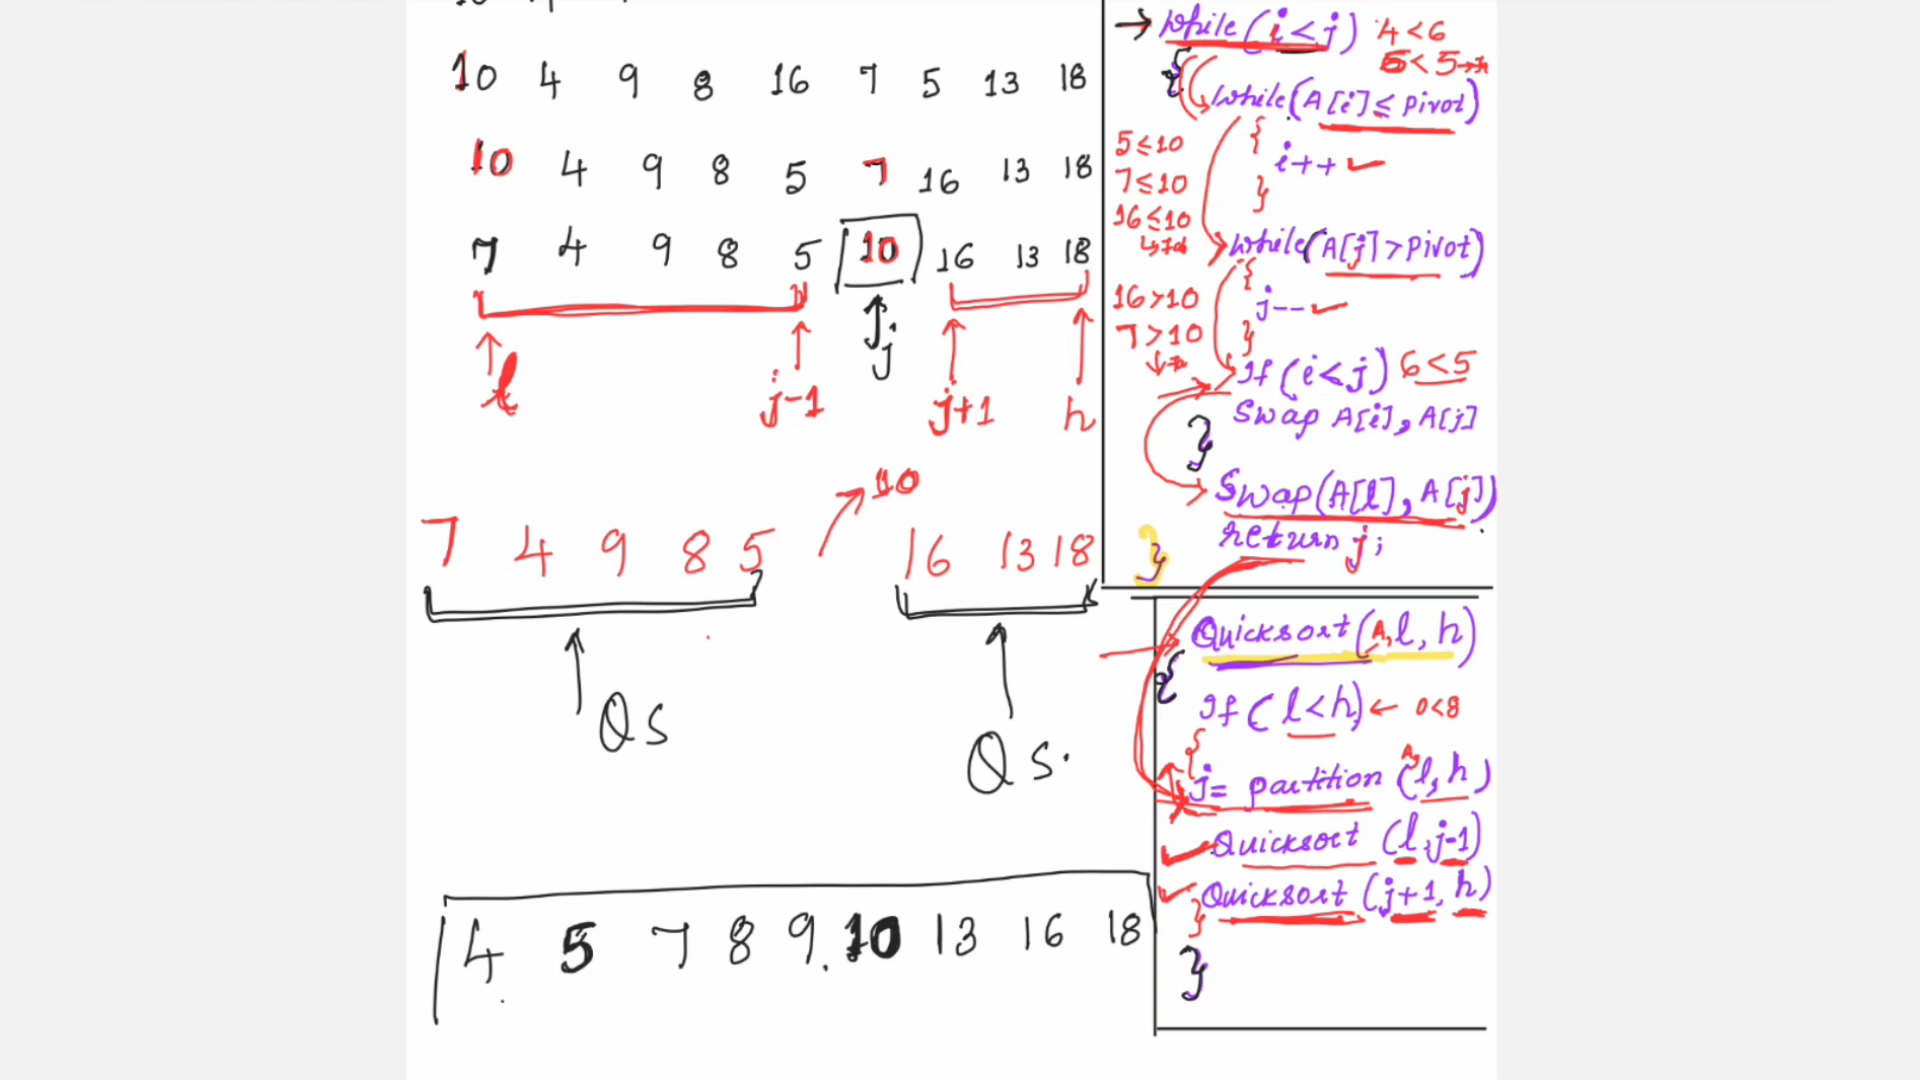 10 4 9 8 16 7 5 13 18
10 4 9 8 5 7 16 13 18
7 4 9 8 5 10 16 13 18
l j-1 j j+1 h
10
7 4 9 8 5 16 13 18
QS QS.
4 5 7 8 9. 10 13 16 18
while(i<j) 4<6
6<5→
while(A[i]≤pivot)
{
5≤10
i++
7≤10
}
16≤10
while(A[j]>pivot)
{
16>10
j--
7>10
}
If(i<j) 6<5
Swap A[i], A[j]
}
Swap(A[l], A[j])
return j;
}
Quicksort(A,l,h)
{
If(l<h)← 0<8
{
j= partition (A,l,h)
Quicksort (l,j-1)
Quicksort (j+1,h)
}
}